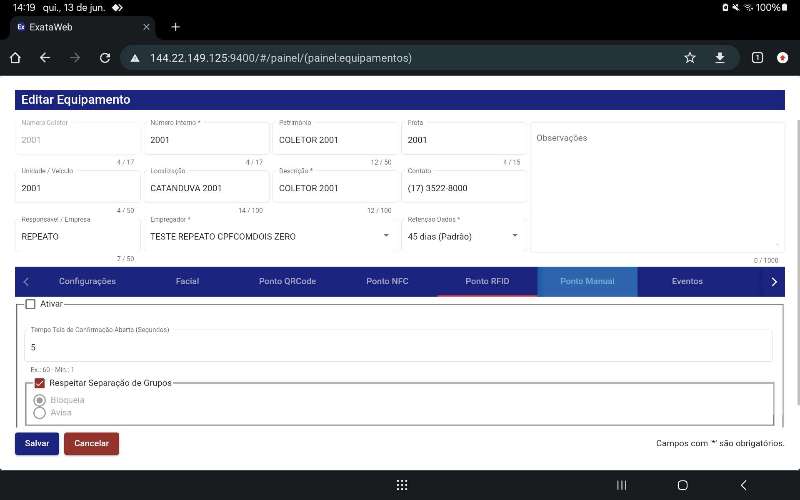 14:19 qui., 13 de jun.
100%
Ex ExataWeb
144.22.149.125:9400/#/painel/(painel:equipamentos)
1
Editar Equipamento
Número Coletor
Número Interno *
Patrimônio
Frota
2001
2001
COLETOR 2001
2001
Observações
4 / 17
4 / 17
12 / 50
4 / 15
Unidade / Veículo
Localização
Descrição *
Contato
2001
CATANDUVA 2001
COLETOR 2001
(17) 3522-8000
4 / 50
14 / 100
12 / 100
Responsável / Empresa
Empregador *
Retenção Dados *
REPEATO
TESTE REPEATO CPFCOMDOIS ZERO
45 dias (Padrão)
7 / 50
0 / 1000
Configurações
Facial
Ponto QRCode
Ponto NFC
Ponto RFID
Ponto Manual
Eventos
Ativar
Tempo Tela de Confirmação Aberta (Segundos)
5
Ex.: 60 - Min.: 1
Respeitar Separação de Grupos
Bloqueia
Avisa
Salvar
Cancelar
Campos com '*' são obrigatórios.